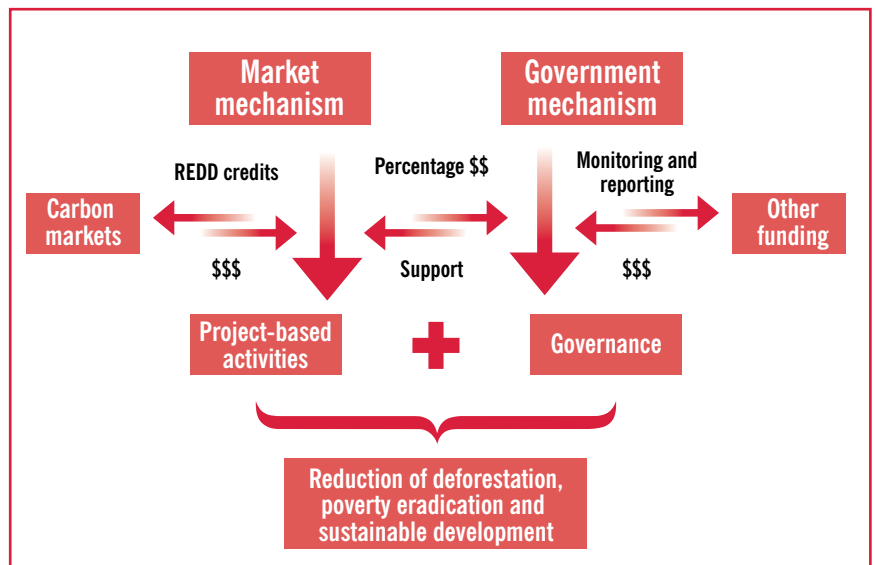 Market
mechanism
Government
mechanism
REDD credits
Percentage $$
Monitoring and
reporting
Carbon
markets
Other
funding
$$$
Support
$$$
Project-based
activities
Governance
Reduction of deforestation,
poverty eradication and
sustainable development